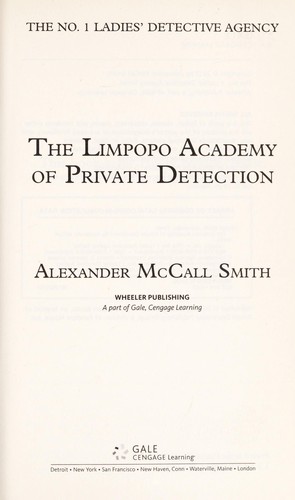 THE NO. 1 LADIES' DETECTIVE AGENCY
THE LIMPOPO ACADEMY
OF PRIVATE DETECTION
ALEXANDER MCCALL SMITH
WHEELER PUBLISHING
A part of Gale, Cengage Learning
GALE
CENGAGE Learning
Detroit • New York • San Francisco • New Haven, Conn • Waterville, Maine • London